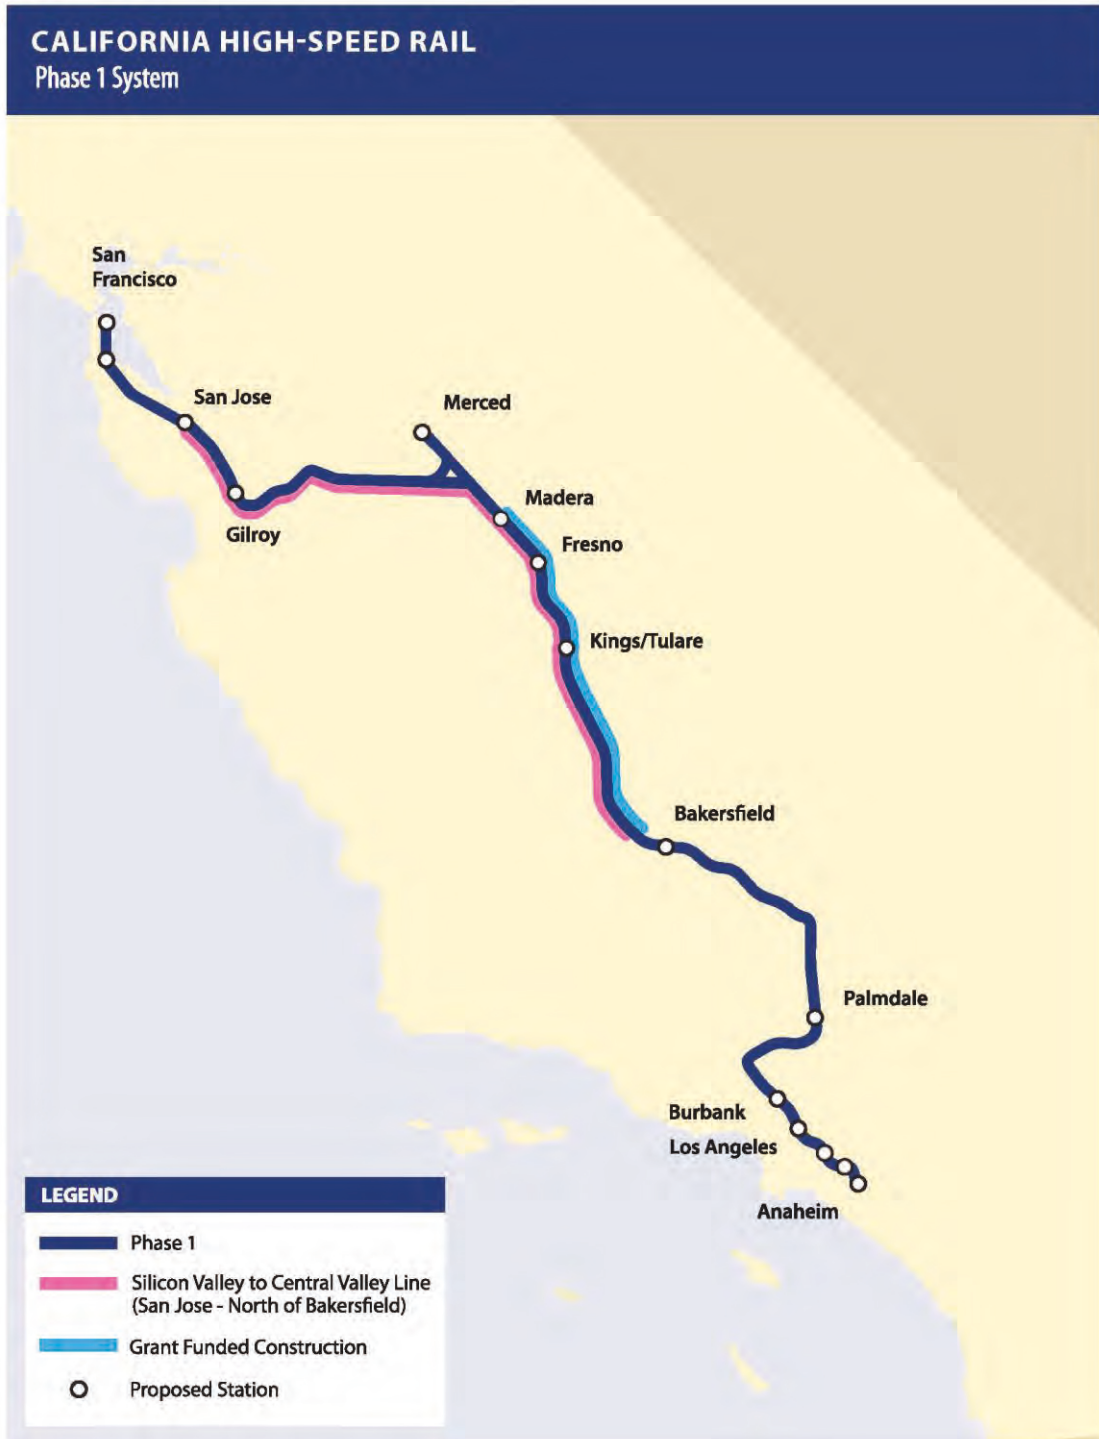 CALIFORNIA HIGH-SPEED RAIL
Phase 1 System
San
Francisco
San Jose
Merced
Madera
Gilroy
Fresno
Kings/Tulare
Bakersfield
Palmdale
Burbank
Los Angeles
Anaheim
LEGEND
Phase 1
Silicon Valley to Central Valley Line
(San Jose - North of Bakersfield)
Grant Funded Construction
Proposed Station